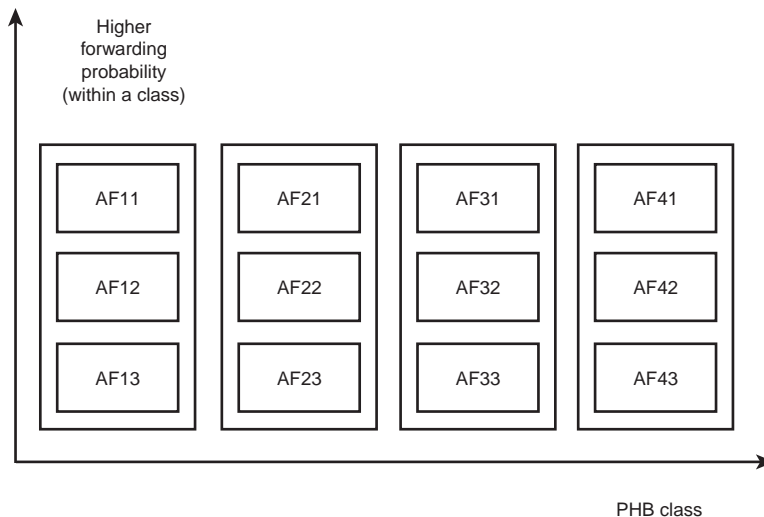 Higher
forwarding
probability
(within a class)
AF11 AF21 AF31 AF41
AF12 AF22 AF32 AF42
AF13 AF23 AF33 AF43
PHB class